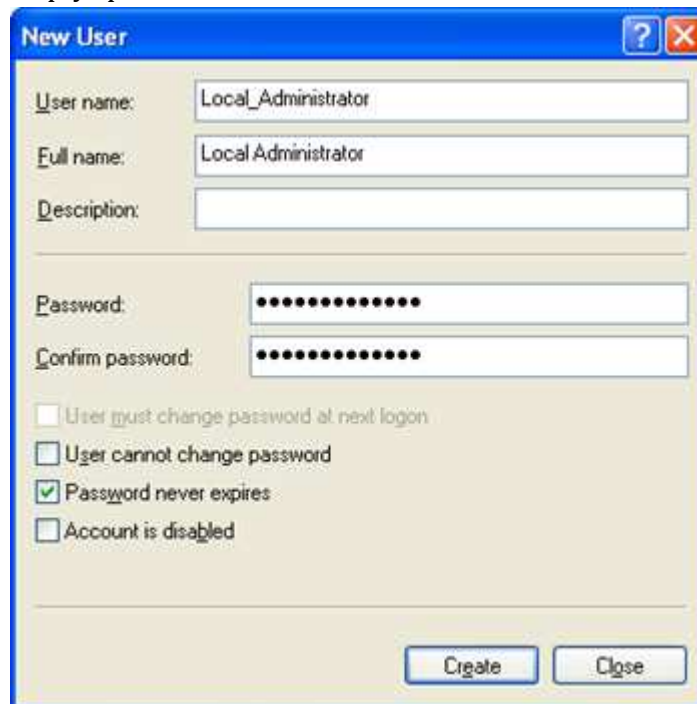 New User
User name: Local_Administrator
Full name: Local Administrator
Description:
Password: •••••••••••••
Confirm password: •••••••••••••
User must change password at next logon
User cannot change password
Password never expires
Account is disabled
Create Close